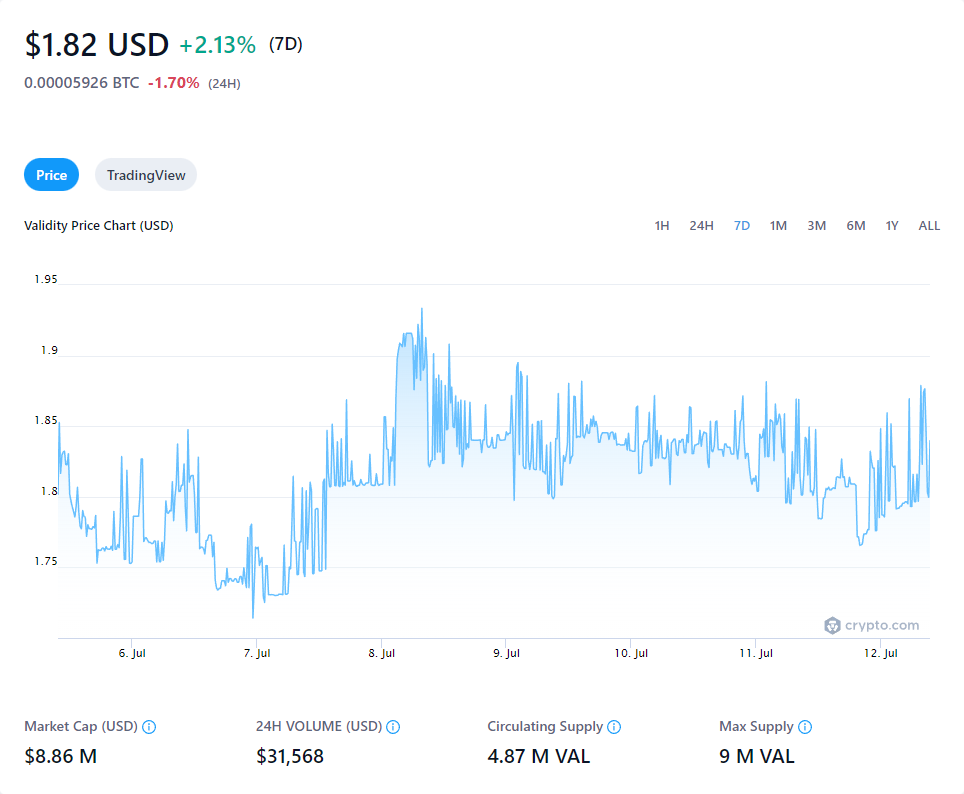 $1.82 USD +2.13% (7D)
0.00005926 BTC -1.70% (24H)
Price TradingView
Validity Price Chart (USD) 1H 24H 7D 1M 3M 6M 1Y ALL
1.95
1.9
1.85
1.8
1.75
crypto.com
6. Jul 7. Jul 8. Jul 9. Jul 10. Jul 11. Jul 12. Jul
Market Cap (USD) 24H VOLUME (USD) Circulating Supply Max Supply
$8.86 M $31,568 4.87 M VAL 9 M VAL